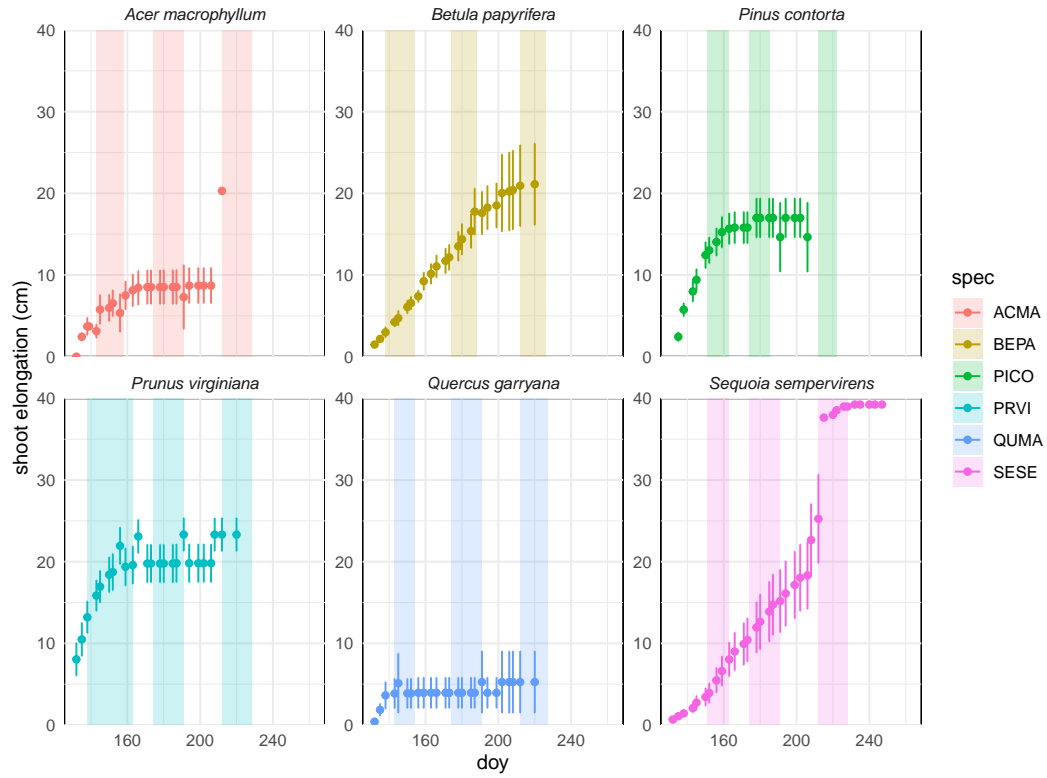 Acer macrophyllum
Betula papyrifera
Pinus contorta
40
30
20
10
0
40
30
20
10
0
40
30
20
10
0
Prunus virginiana
Quercus garryana
Sequoia sempervirens
40
30
20
10
0
40
30
20
10
0
40
30
20
10
0
160 200 240
160 200 240
160 200 240
doy
shoot elongation (cm)
spec
ACMA
BEPA
PICO
PRVI
QUMA
SESE